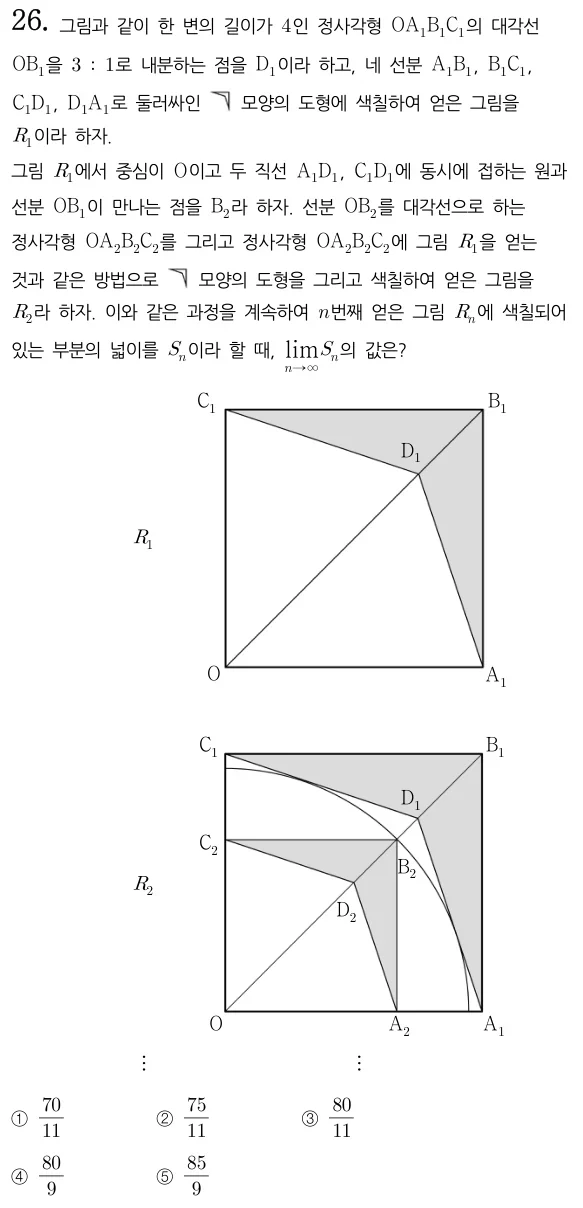 26. 그림과 같이 한 변의 길이가 4인 정사각형 OA₁B₁C₁의 대각선
OB₁을 3 : 1로 내분하는 점을 D₁이라 하고, 네 선분 A₁B₁, B₁C₁,
C₁D₁, D₁A₁로 둘러싸인 모양의 도형에 색칠하여 얻은 그림을
R₁이라 하자.
그림 R₁에서 중심이 O이고 두 직선 A₁D₁, C₁D₁에 동시에 접하는 원과
선분 OB₁이 만나는 점을 B₂라 하자. 선분 OB₂를 대각선으로 하는
정사각형 OA₂B₂C₂를 그리고 정사각형 OA₂B₂C₂에 그림 R₁을 얻는
것과 같은 방법으로 모양의 도형을 그리고 색칠하여 얻은 그림을
R₂라 하자. 이와 같은 과정을 계속하여 n번째 얻은 그림 Rₙ에 색칠되어
있는 부분의 넓이를 Sₙ이라 할 때, lim n→∞ Sₙ의 값은?
C₁ B₁
D₁
R₁
O A₁
C₁ B₁
D₁
C₂ B₂
R₂
D₂
O A₂ A₁
⋮ ⋮
① 70/11 ② 75/11 ③ 80/11
④ 80/9 ⑤ 85/9